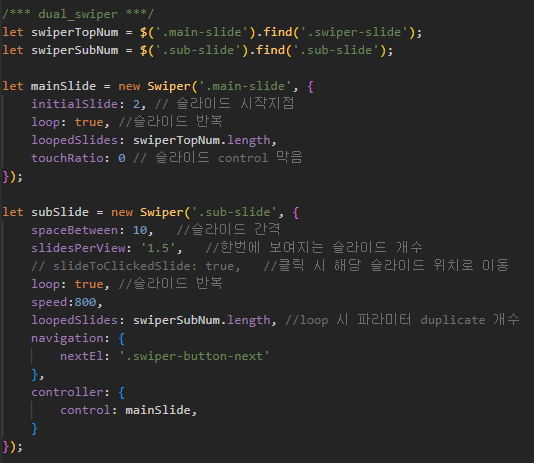 /*** dual_swiper ***/
let swiperTopNum = $('.main-slide').find('.swiper-slide');
let swiperSubNum = $('.sub-slide').find('.sub-slide');

let mainSlide = new Swiper('.main-slide', {
    initialSlide: 2, // 슬라이드 시작지점
    loop: true, //슬라이드 반복
    loopedSlides: swiperTopNum.length,
    touchRatio: 0 // 슬라이드 control 막음
});

let subSlide = new Swiper('.sub-slide', {
    spaceBetween: 10,   //슬라이드 간격
    slidesPerView: '1.5',   //한번에 보여지는 슬라이드 개수
    // slideToClickedSlide: true,   //클릭 시 해당 슬라이드 위치로 이동
    loop: true, //슬라이드 반복
    speed:800,
    loopedSlides: swiperSubNum.length, //loop 시 파라미터 duplicate 개수
    navigation: {
        nextEl: '.swiper-button-next'
    },
    controller: {
        control: mainSlide,
    }
});